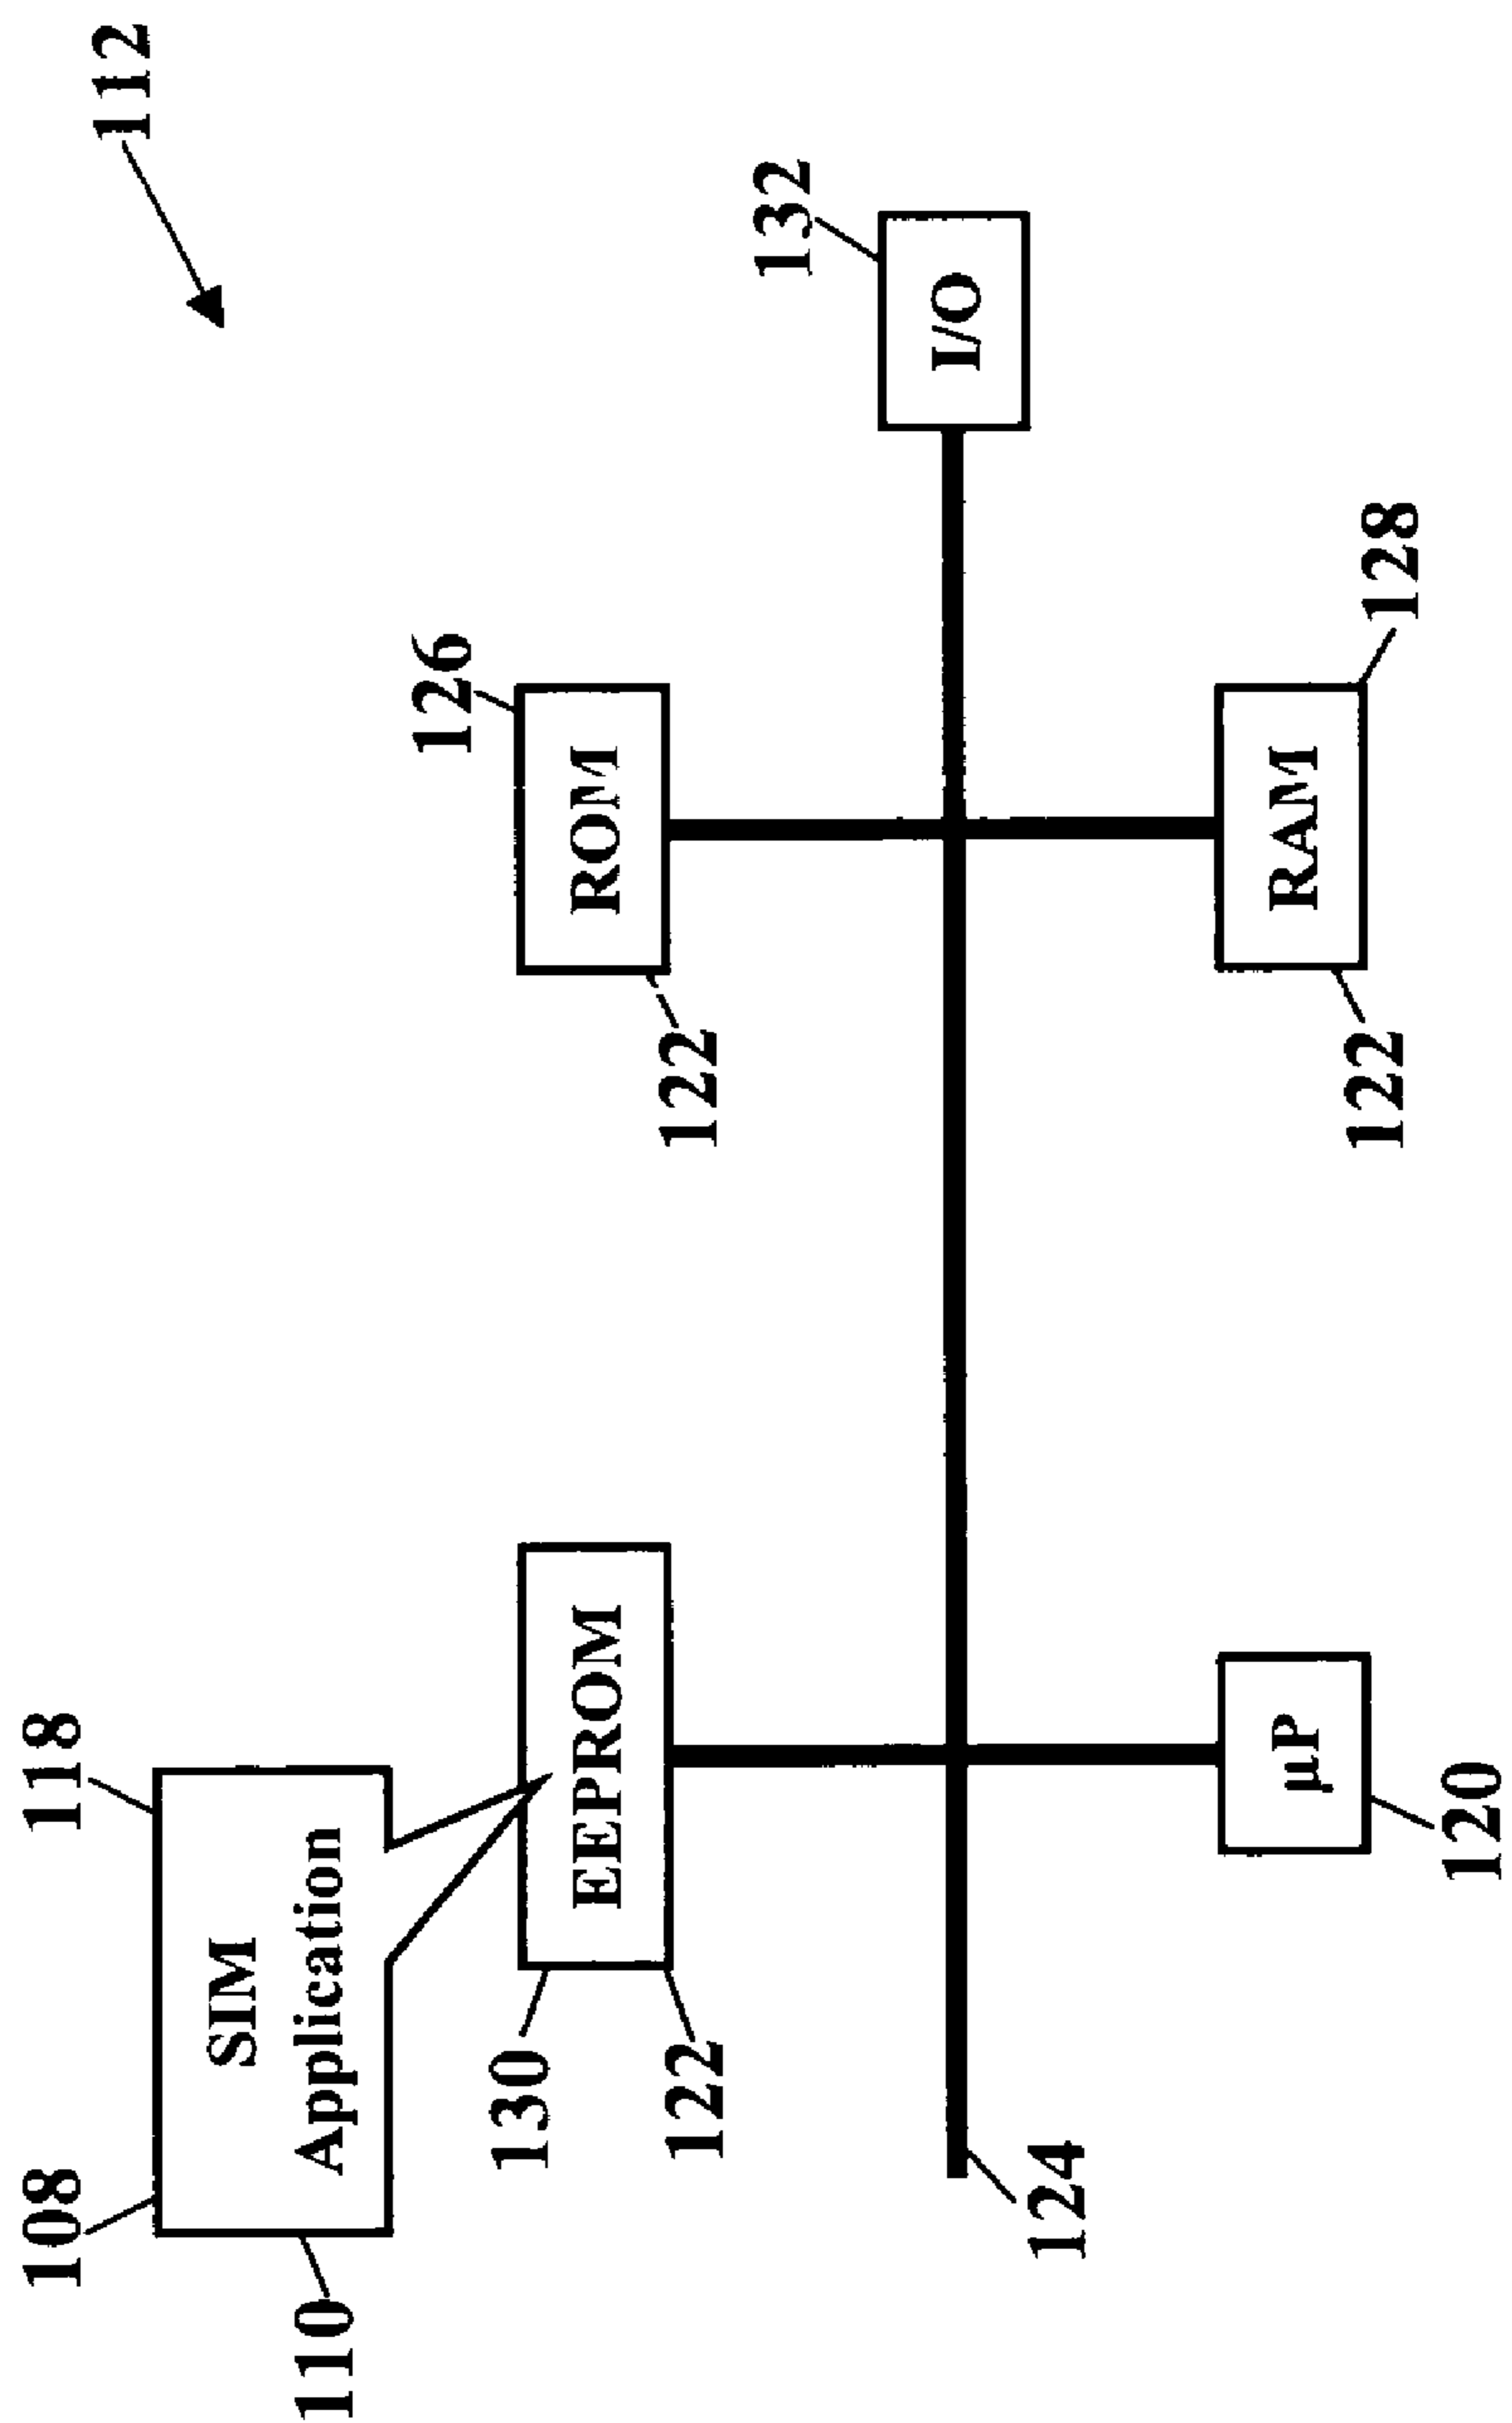 112
108
118
SIM
Application
110
130
EEPROM
122
126
ROM
122
132
I/O
124
120
μP
122
RAM
128